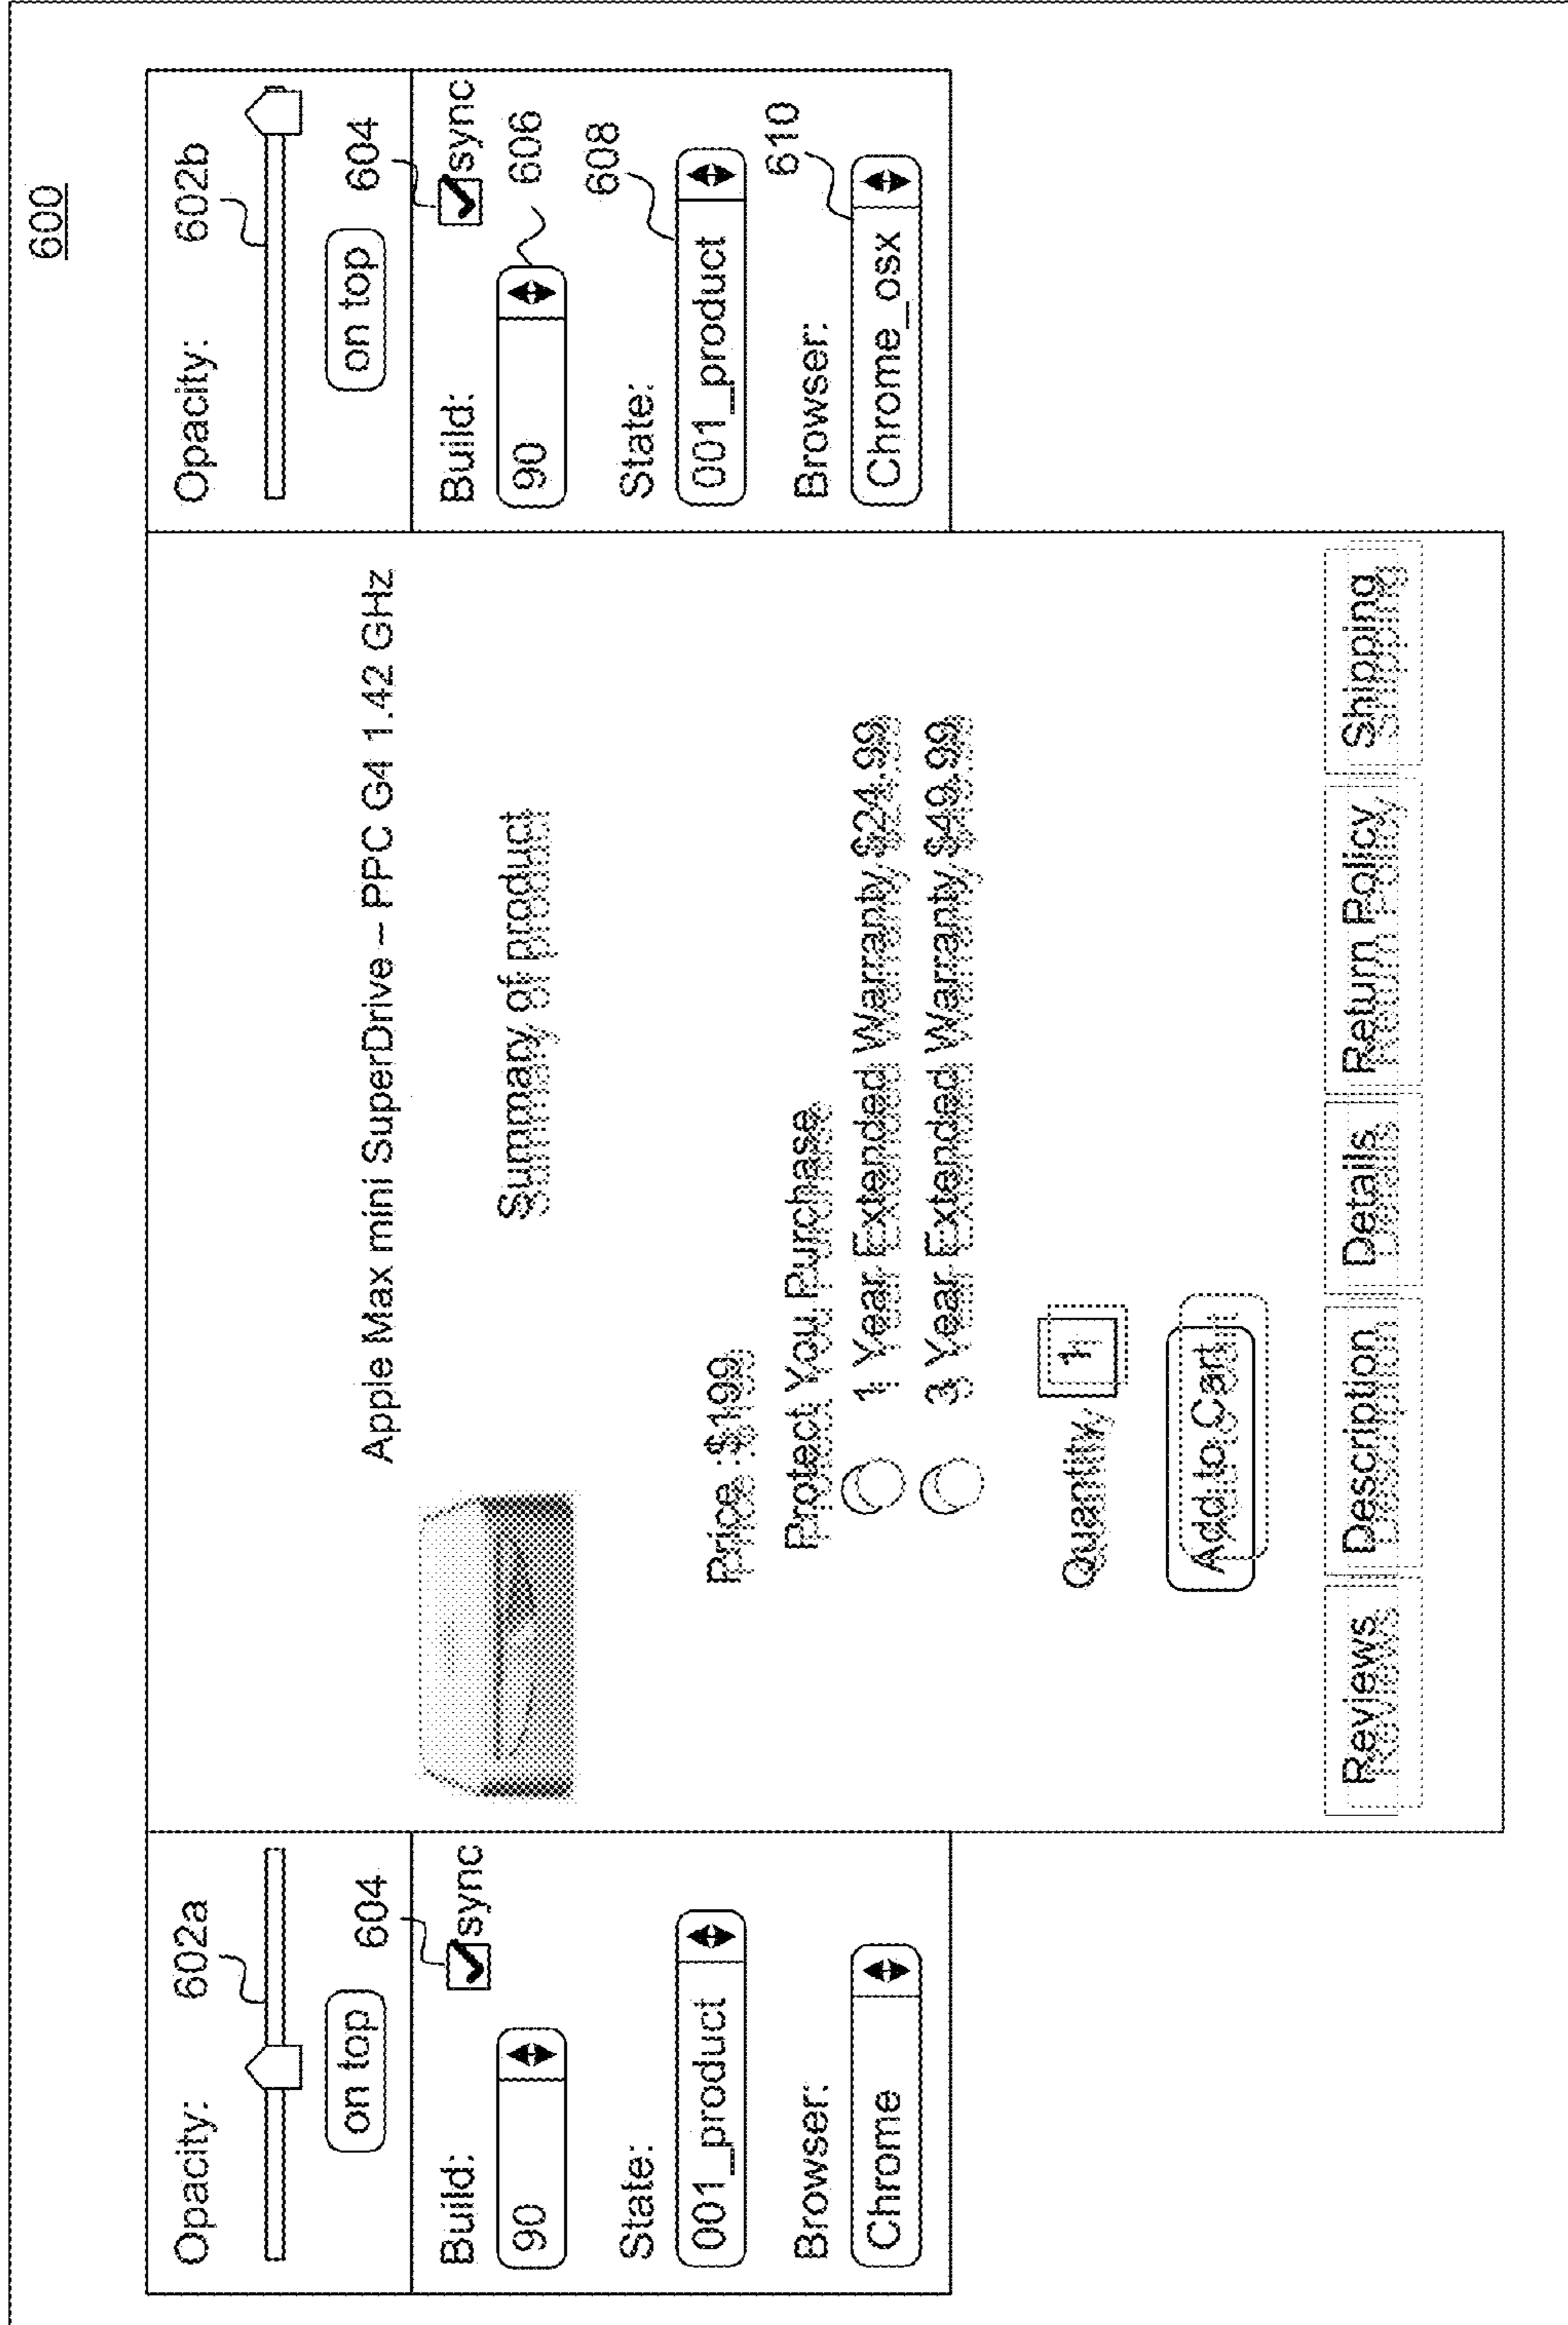 600
Opacity:
602a
on top
604
sync
Build:
90
State:
001_product
Browser:
Chrome
Apple Max mini SuperDrive – PPC G4 1.42 GHz
Summary of product
Price :$199
Protect You Purchase
1 Year Extended Warranty $24.99
3 Year Extended Warranty $49.99
Quantity 1
Add to Cart
Reviews Description Details Return Policy Shipping
Opacity:
602b
on top
604
sync
Build:
90
606
State:
608
001_product
Browser:
610
Chrome_osx